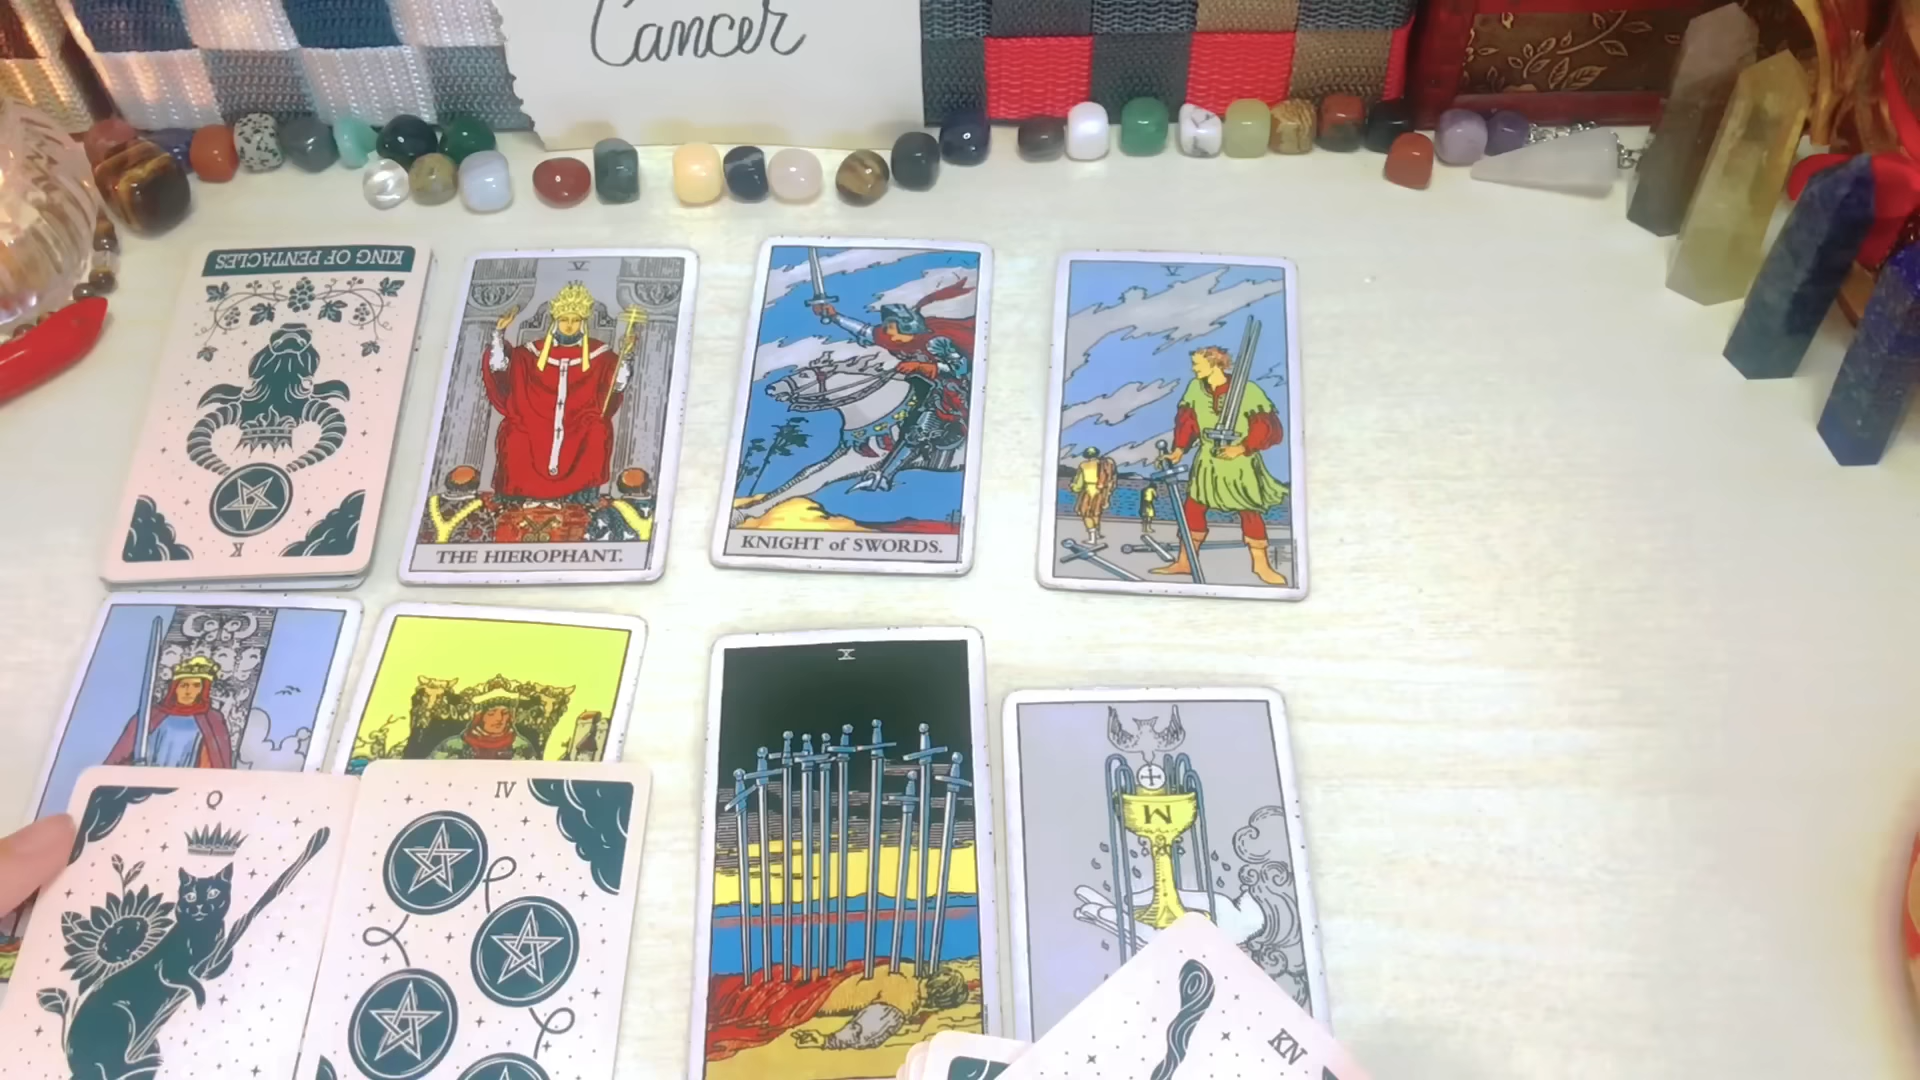 Cancer
KING OF PENTACLES
K
V
THE HIEROPHANT.
KNIGHT of SWORDS.
V
X
M
Q
IV
KN